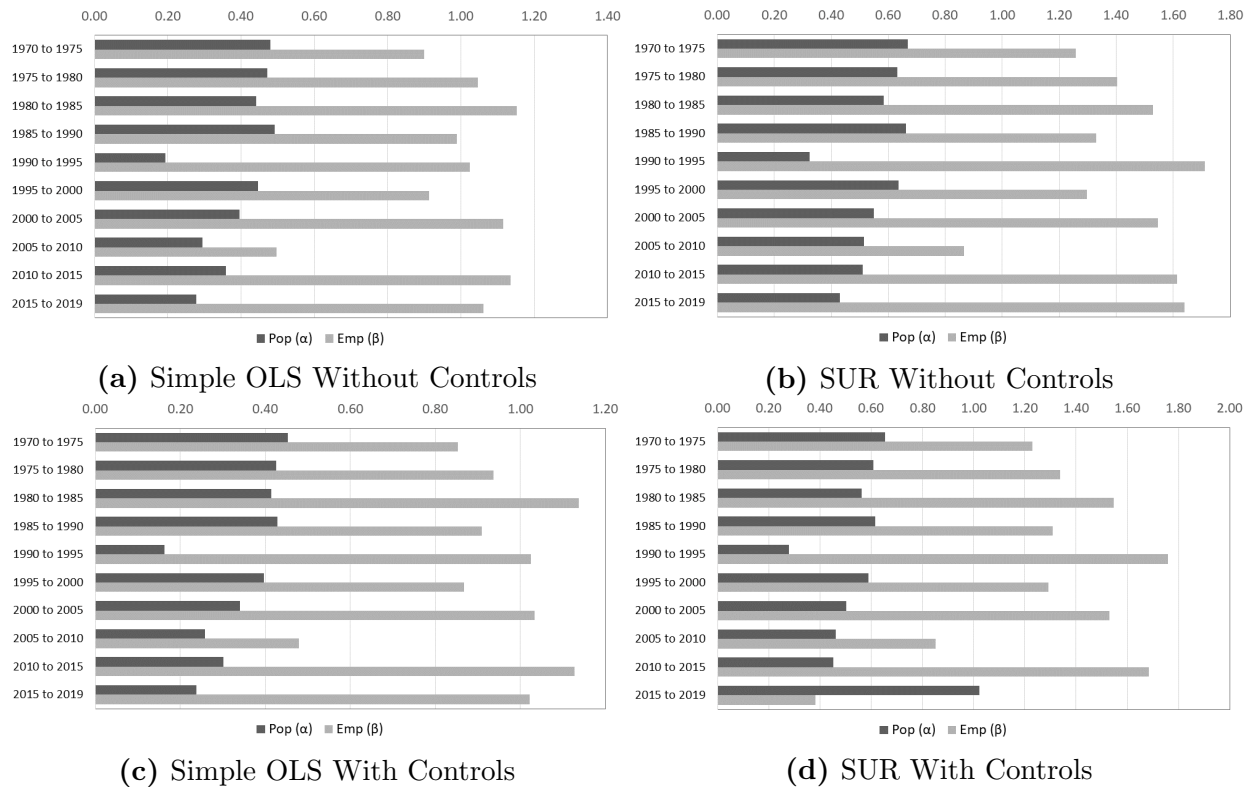 0.00 0.20 0.40 0.60 0.80 1.00 1.20 1.40
1970 to 1975
1975 to 1980
1980 to 1985
1985 to 1990
1990 to 1995
1995 to 2000
2000 to 2005
2005 to 2010
2010 to 2015
2015 to 2019
Pop (α) Emp (β)
(a) Simple OLS Without Controls
0.00 0.20 0.40 0.60 0.80 1.00 1.20 1.40 1.60 1.80
1970 to 1975
1975 to 1980
1980 to 1985
1985 to 1990
1990 to 1995
1995 to 2000
2000 to 2005
2005 to 2010
2010 to 2015
2015 to 2019
Pop (α) Emp (β)
(b) SUR Without Controls
0.00 0.20 0.40 0.60 0.80 1.00 1.20
1970 to 1975
1975 to 1980
1980 to 1985
1985 to 1990
1990 to 1995
1995 to 2000
2000 to 2005
2005 to 2010
2010 to 2015
2015 to 2019
Pop (α) Emp (β)
(c) Simple OLS With Controls
0.00 0.20 0.40 0.60 0.80 1.00 1.20 1.40 1.60 1.80 2.00
1970 to 1975
1975 to 1980
1980 to 1985
1985 to 1990
1990 to 1995
1995 to 2000
2000 to 2005
2005 to 2010
2010 to 2015
2015 to 2019
Pop (α) Emp (β)
(d) SUR With Controls